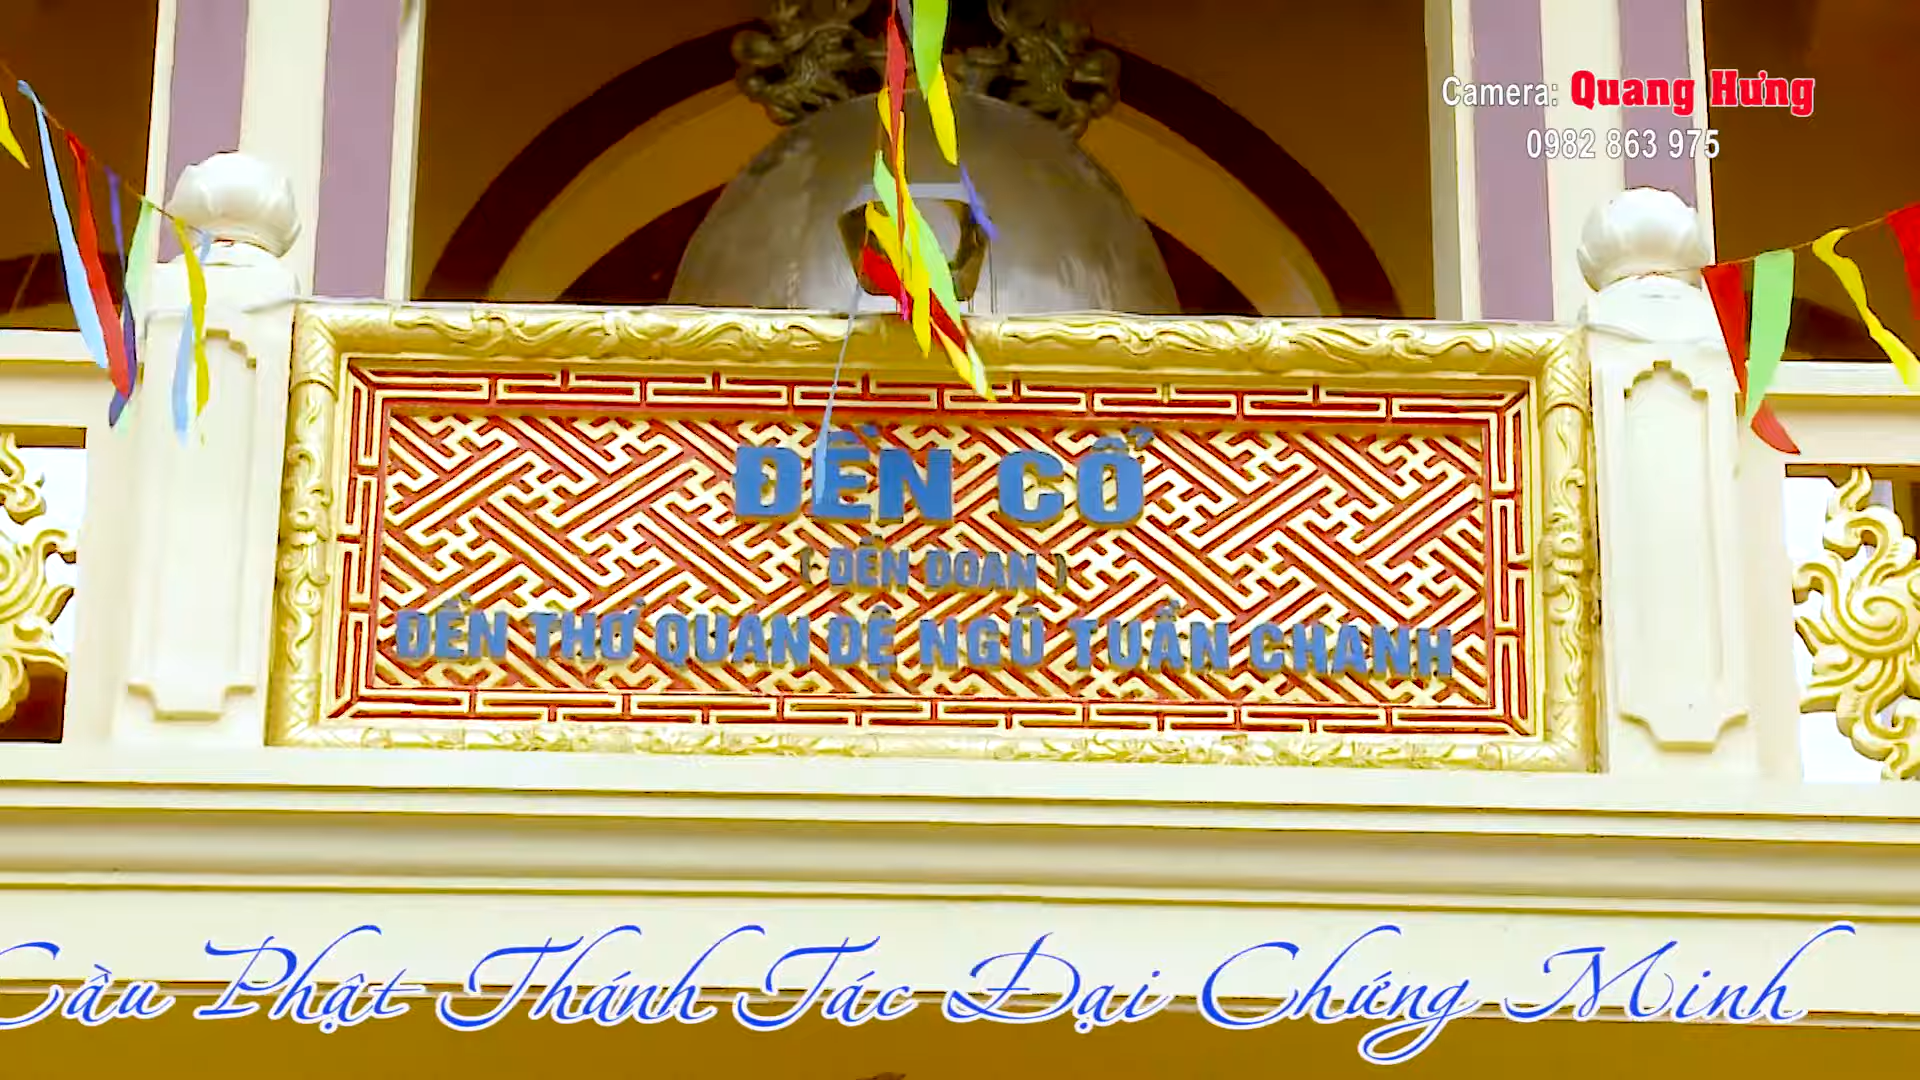 Camera: Quang Hưng
0982 863 975
ĐỀN CỔ
( ĐỀN ĐOAN )
ĐỀN THỜ QUAN ĐỆ NGŨ TUẦN CHANH
Cầu Phật Thánh Tác Đại Chứng Minh